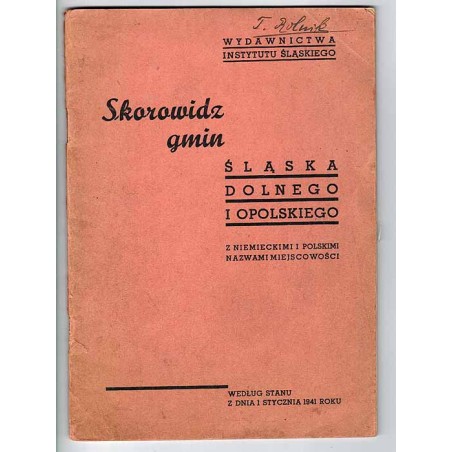 T. Rolnik
WYDAWNICTWA
INSTYTUTU ŚLĄSKIEGO
Skorowidz
gmin
ŚLĄSKA
DOLNEGO
I OPOLSKIEGO
Z NIEMIECKIMI I POLSKIMI
NAZWAMI MIEJSCOWOŚCI
WEDŁUG STANU
Z DNIA 1 STYCZNIA 1941 ROKU